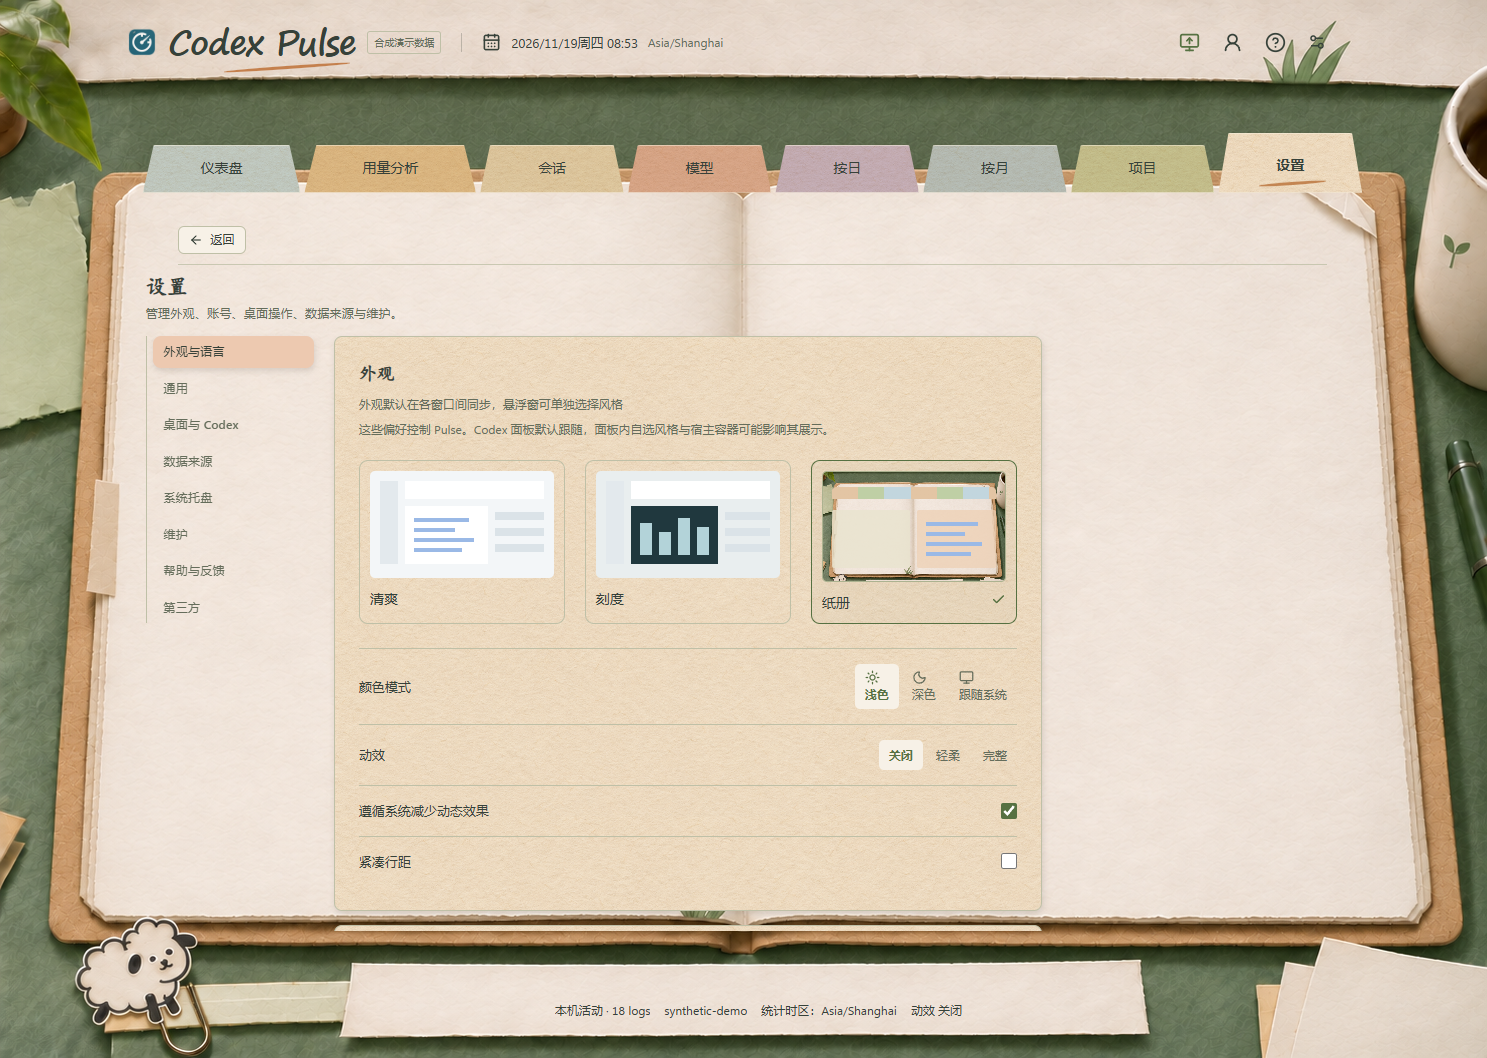 Codex Pulse 合成演示数据 2026/11/19周四 08:53 Asia/Shanghai
仪表盘 用量分析 会话 模型 按日 按月 项目 设置
返回
设置
管理外观、账号、桌面操作、数据来源与维护。
外观与语言
通用
桌面与 Codex
数据来源
系统托盘
维护
帮助与反馈
第三方
外观
外观默认在各窗口间同步，悬浮窗可单独选择风格
这些偏好控制 Pulse。Codex 面板默认跟随，面板内自选风格与宿主容器可能影响其展示。
清爽 刻度 纸册
颜色模式 浅色 深色 跟随系统
动效 关闭 轻柔 完整
遵循系统减少动态效果
紧凑行距
本机活动 · 18 logs synthetic-demo 统计时区：Asia/Shanghai 动效 关闭